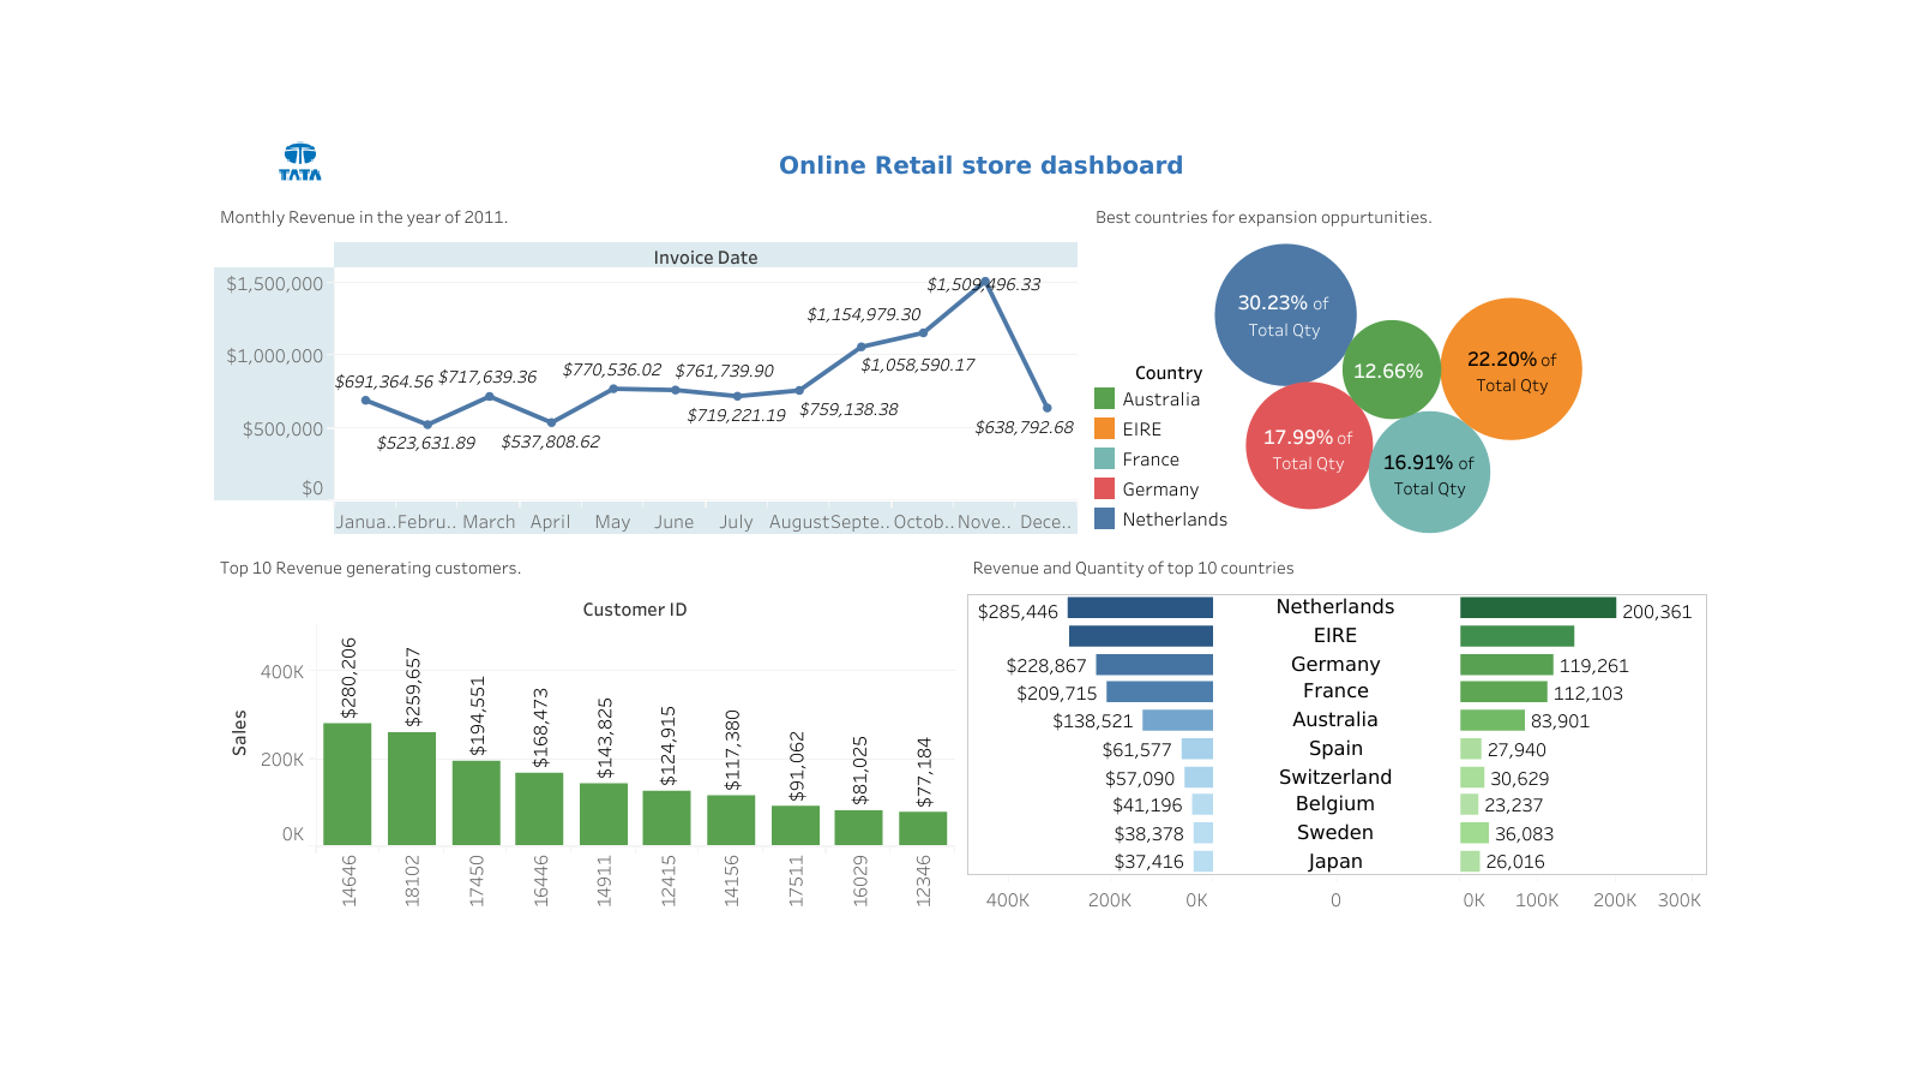 TATA
Online Retail store dashboard
Monthly Revenue in the year of 2011.
Invoice Date
$1,500,000
$1,000,000
$500,000
$0
$691,364.56
$523,631.89
$717,639.36
$537,808.62
$770,536.02
$761,739.90
$719,221.19
$759,138.38
$1,058,590.17
$1,154,979.30
$1,509,496.33
$638,792.68
Janua.. Febru.. March April May June July August Septe.. Octob.. Nove.. Dece..
Best countries for expansion oppurtunities.
Country
Australia
EIRE
France
Germany
Netherlands
30.23% of
Total Qty
12.66%
22.20% of
Total Qty
17.99% of
Total Qty
16.91% of
Total Qty
Top 10 Revenue generating customers.
Customer ID
Sales
400K
200K
0K
$280,206
$259,657
$194,551
$168,473
$143,825
$124,915
$117,380
$91,062
$81,025
$77,184
14646
18102
17450
16446
14911
12415
14156
17511
16029
12346
Revenue and Quantity of top 10 countries
$285,446 Netherlands 200,361
EIRE
$228,867 Germany 119,261
$209,715 France 112,103
$138,521 Australia 83,901
$61,577 Spain 27,940
$57,090 Switzerland 30,629
$41,196 Belgium 23,237
$38,378 Sweden 36,083
$37,416 Japan 26,016
400K 200K 0K 0 0K 100K 200K 300K